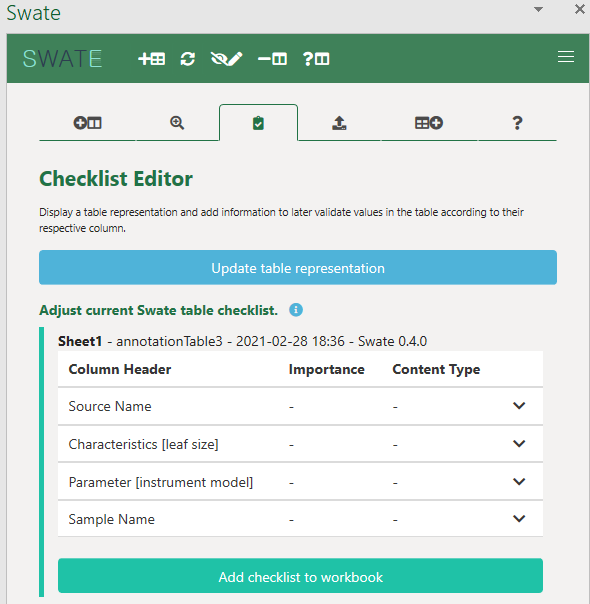 Swate
SWATE
?
Checklist Editor
Display a table representation and add information to later validate values in the table according to their
respective column.
Update table representation
Adjust current Swate table checklist.
Sheet1 - annotationTable3 - 2021-02-28 18:36 - Swate 0.4.0
Column Header Importance Content Type
Source Name - -
Characteristics [leaf size] - -
Parameter [instrument model] - -
Sample Name - -
Add checklist to workbook